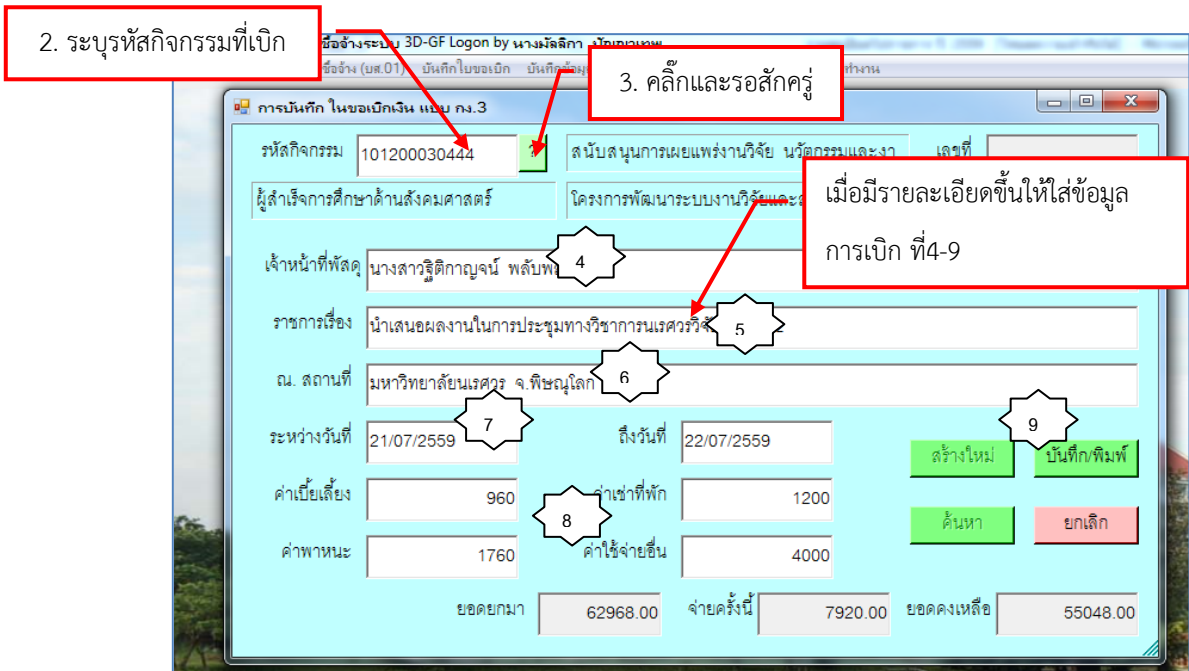 2. ระบุรหัสกิจกรรมที่เบิก
ซื้อจ้างระบบ 3D-GF Logon by นางมัลลิกา
3. คลิ๊กและรอสักครู่
ซื้อจ้าง (บส.01) บันทึกใบขอเบิก
การบันทึก ใบขอเบิกเงิน แบบ กง.3
รหัสกิจกรรม 101200030444 ? สนับสนุนการเผยแพร่งานวิจัย นวัตกรรมและงา เลขที่
ผู้สำเร็จการศึกษาด้านสังคมศาสตร์ โครงการพัฒนาระบบงานวิจัยและ
เมื่อมีรายละเอียดขึ้นให้ใส่ข้อมูล
การเบิก ที่4-9
เจ้าหน้าที่พัสดุ นางสาวฐิติกาญจน์ 4
ราชการเรื่อง นำเสนอผลงานในการประชุมทางวิชาการนเรศวรวิจั 5
ณ. สถานที่ มหาวิทยาลัยนเรศวร จ.พิษณุโลก 6
ระหว่างวันที่ 21/07/2559 7 ถึงวันที่ 22/07/2559 9
สร้างใหม่ บันทึก/พิมพ์
ค่าเบี้ยเลี้ยง 960 ค่าเช่าที่พัก 1200
8
ค้นหา ยกเลิก
ค่าพาหนะ 1760 ค่าใช้จ่ายอื่น 4000
ยอดยกมา 62968.00 จ่ายครั้งนี้ 7920.00 ยอดคงเหลือ 55048.00